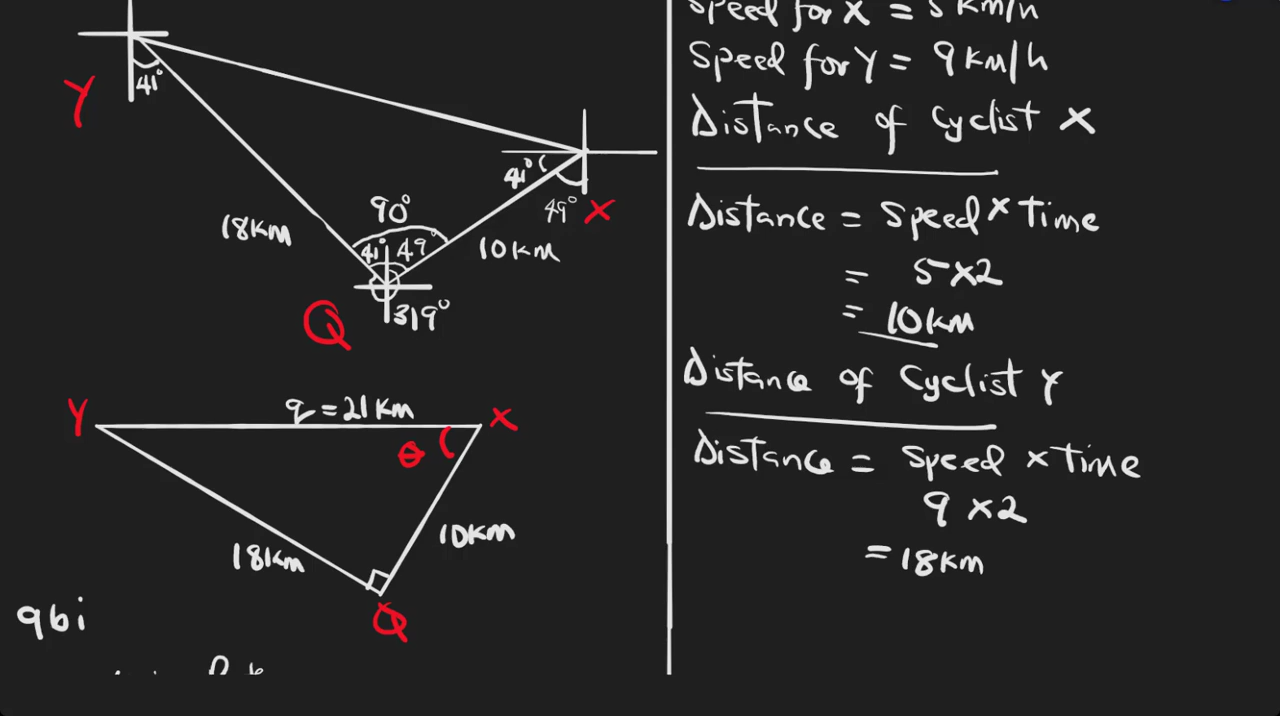 Y
41°
18km
90°
41° 49°
10km
41°
49° X
Q
319°
Y
q = 21km
X
θ
18km
10km
Q
9bi
Speed for X = 5 km/h
Speed for Y = 9 km/h
Distance of Cyclist X
Distance = Speed × Time
= 5 × 2
= 10km
Distance of Cyclist Y
Distance = Speed × Time
9 × 2
= 18km